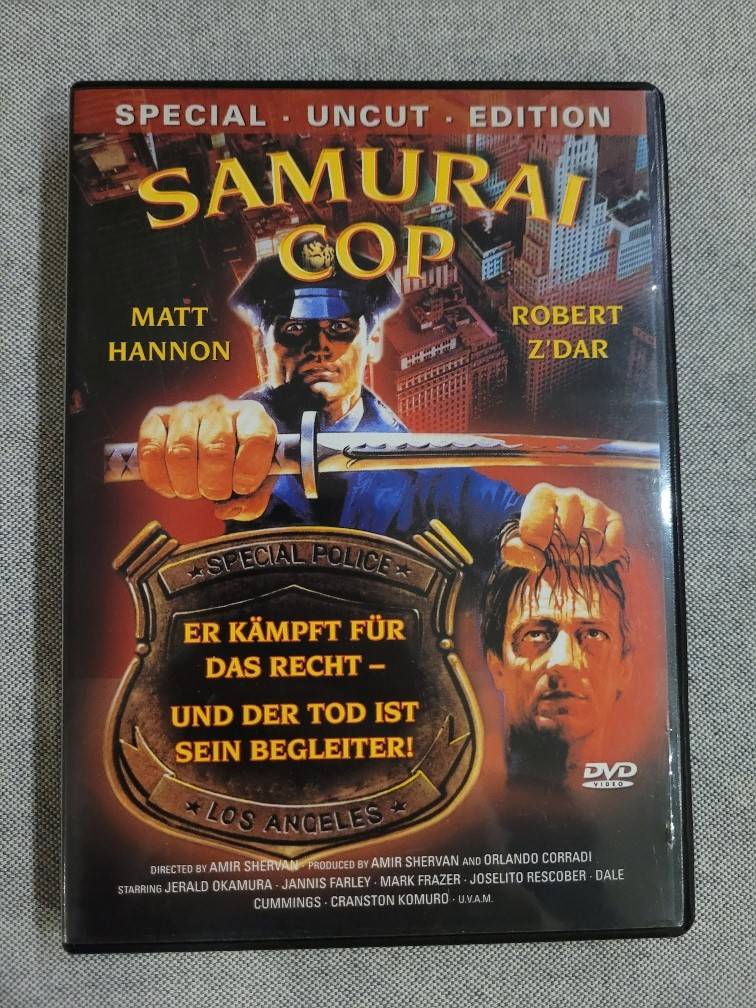 SPECIAL · UNCUT · EDITION
SAMURAI
COP
MATT
HANNON
ROBERT
Z'DAR
★SPECIAL POLICE★
ER KÄMPFT FÜR
DAS RECHT –
UND DER TOD IST
SEIN BEGLEITER!
★LOS ANGELES★
DVD
VIDEO
DIRECTED BY AMIR SHERVAN · PRODUCED BY AMIR SHERVAN AND ORLANDO CORRADI
STARRING JERALD OKAMURA · JANNIS FARLEY · MARK FRAZER · JOSELITO RESCOBER · DALE
CUMMINGS · CRANSTON KOMURO · U.V.A.M.